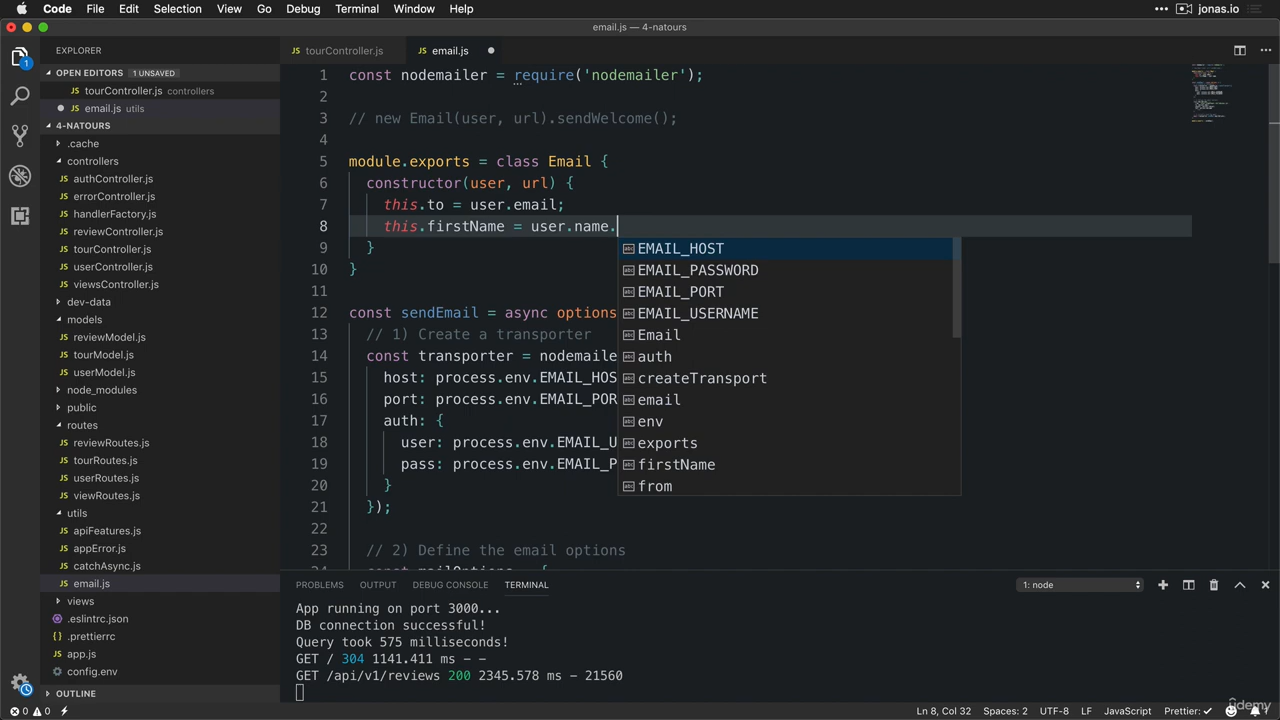 Code File Edit Selection View Go Debug Terminal Window Help jonas.io
email.js — 4-natours
EXPLORER
OPEN EDITORS 1 UNSAVED
tourController.js controllers
email.js utils
4-NATOURS
.cache
controllers
authController.js
errorController.js
handlerFactory.js
reviewController.js
tourController.js
userController.js
viewsController.js
dev-data
models
reviewModel.js
tourModel.js
userModel.js
node_modules
public
routes
reviewRoutes.js
tourRoutes.js
userRoutes.js
viewRoutes.js
utils
apiFeatures.js
appError.js
catchAsync.js
email.js
views
.eslintrc.json
.prettierrc
app.js
config.env
OUTLINE
tourController.js email.js
1 const nodemailer = require('nodemailer');
2
3 // new Email(user, url).sendWelcome();
4
5 module.exports = class Email {
6 constructor(user, url) {
7 this.to = user.email;
8 this.firstName = user.name.
9 }
10 }
11
12 const sendEmail = async options
13 // 1) Create a transporter
14 const transporter = nodemaile
15 host: process.env.EMAIL_HOS
16 port: process.env.EMAIL_POR
17 auth: {
18 user: process.env.EMAIL_U
19 pass: process.env.EMAIL_P
20 }
21 });
22
23 // 2) Define the email options
EMAIL_HOST
EMAIL_PASSWORD
EMAIL_PORT
EMAIL_USERNAME
Email
auth
createTransport
email
env
exports
firstName
from
PROBLEMS OUTPUT DEBUG CONSOLE TERMINAL 1: node
App running on port 3000...
DB connection successful!
Query took 575 milliseconds!
GET / 304 1141.411 ms - -
GET /api/v1/reviews 200 2345.578 ms - 21560
0 0 Ln 8, Col 32 Spaces: 2 UTF-8 LF JavaScript Prettier: ✓
udemy